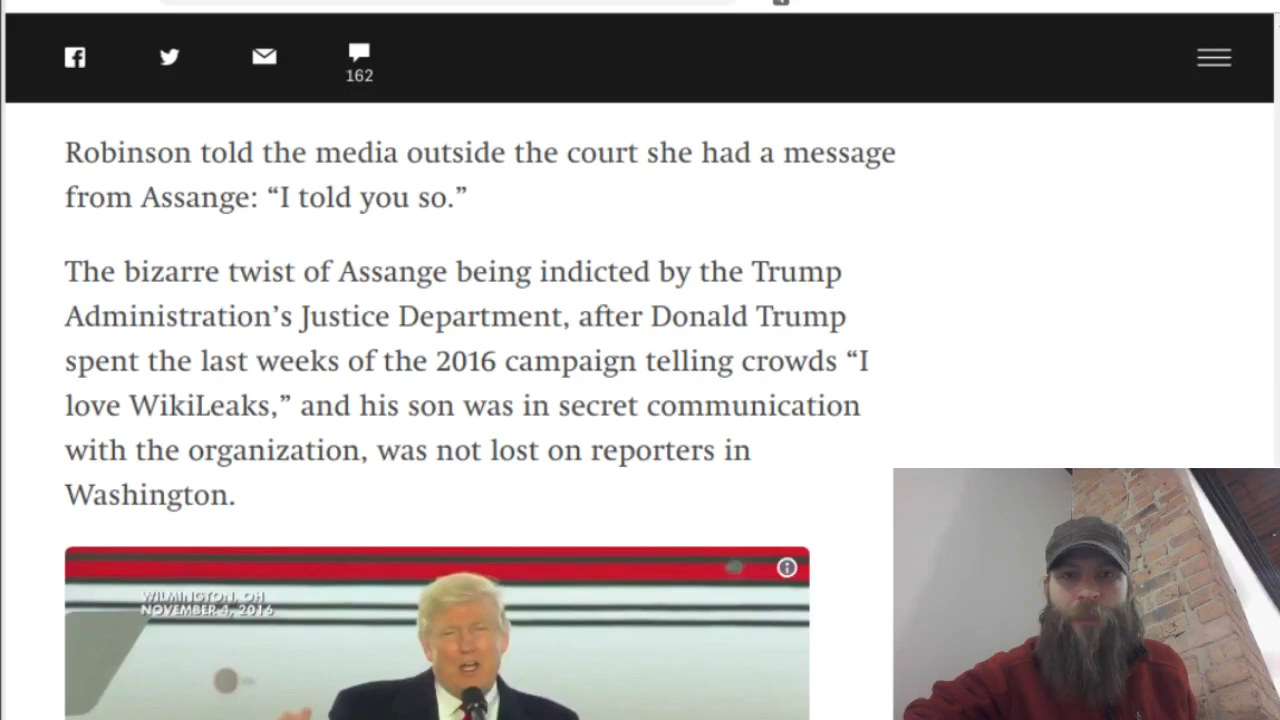 162
Robinson told the media outside the court she had a message
from Assange: “I told you so.”
The bizarre twist of Assange being indicted by the Trump
Administration’s Justice Department, after Donald Trump
spent the last weeks of the 2016 campaign telling crowds “I
love WikiLeaks,” and his son was in secret communication
with the organization, was not lost on reporters in
Washington.
WILMINGTON, OH
NOVEMBER 4, 2016